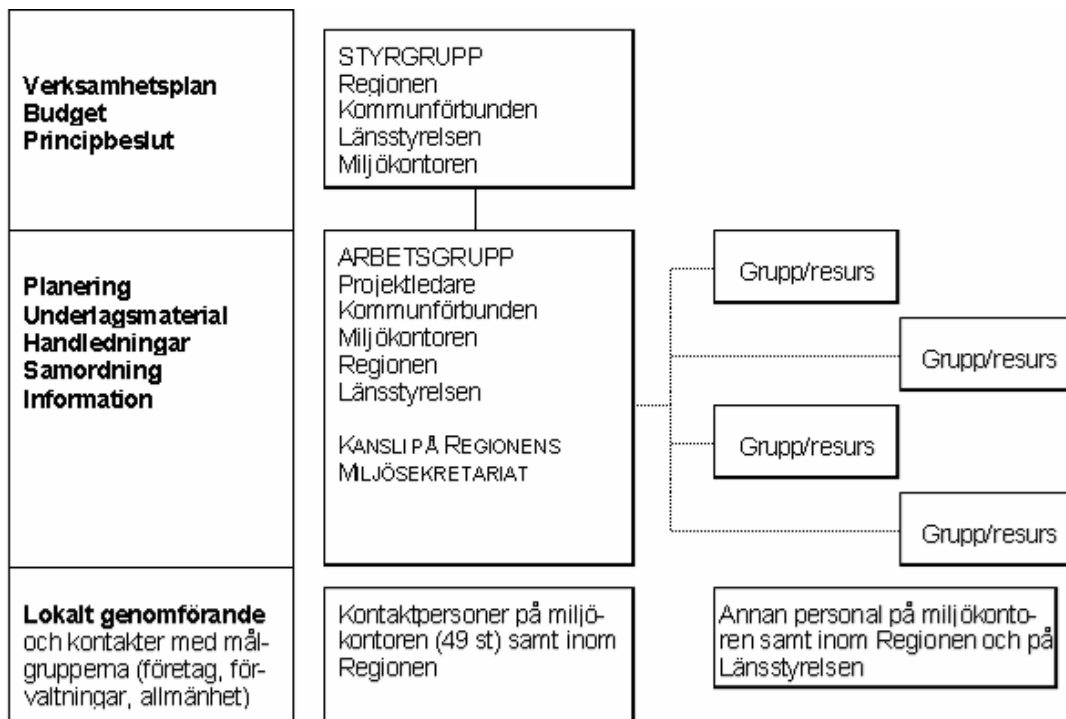 Verksamhetsplan
Budget
Principbeslut
STYRGRUPP
Regionen
Kommunförbunden
Länsstyrelsen
Miljökontoren
Planering
Underlagsmaterial
Handledningar
Samordning
Information
ARBETSGRUPP
Projektledare
Kommunförbunden
Miljökontoren
Regionen
Länsstyrelsen
KANSLI PÅ REGIONENS
MILJÖSEKRETARIAT
Grupp/resurs
Grupp/resurs
Grupp/resurs
Grupp/resurs
Lokalt genomförande
och kontakter med mål-
grupperna (företag, för-
valtningar, allmänhet)
Kontaktpersoner på miljö-
kontoren (49 st) samt inom
Regionen
Annan personal på miljökonto-
ren samt inom Regionen och på
Länsstyrelsen